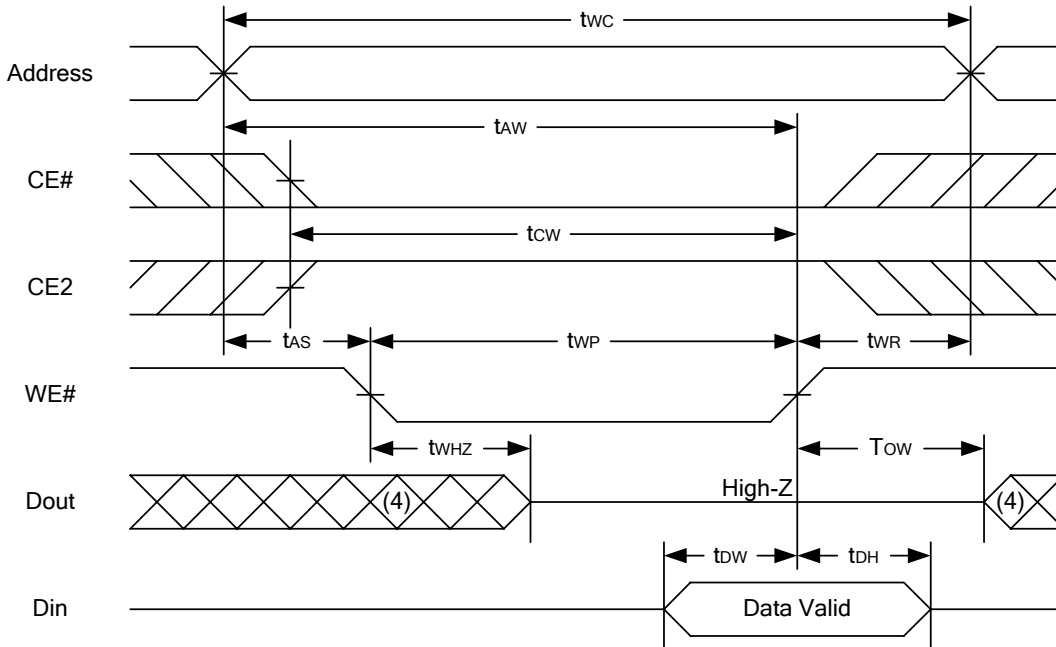 tWC
Address
tAW
CE#
tCW
CE2
tAS tWP tWR
WE#
tWHZ TOW
High-Z
Dout (4) (4)
tDW tDH
Din Data Valid